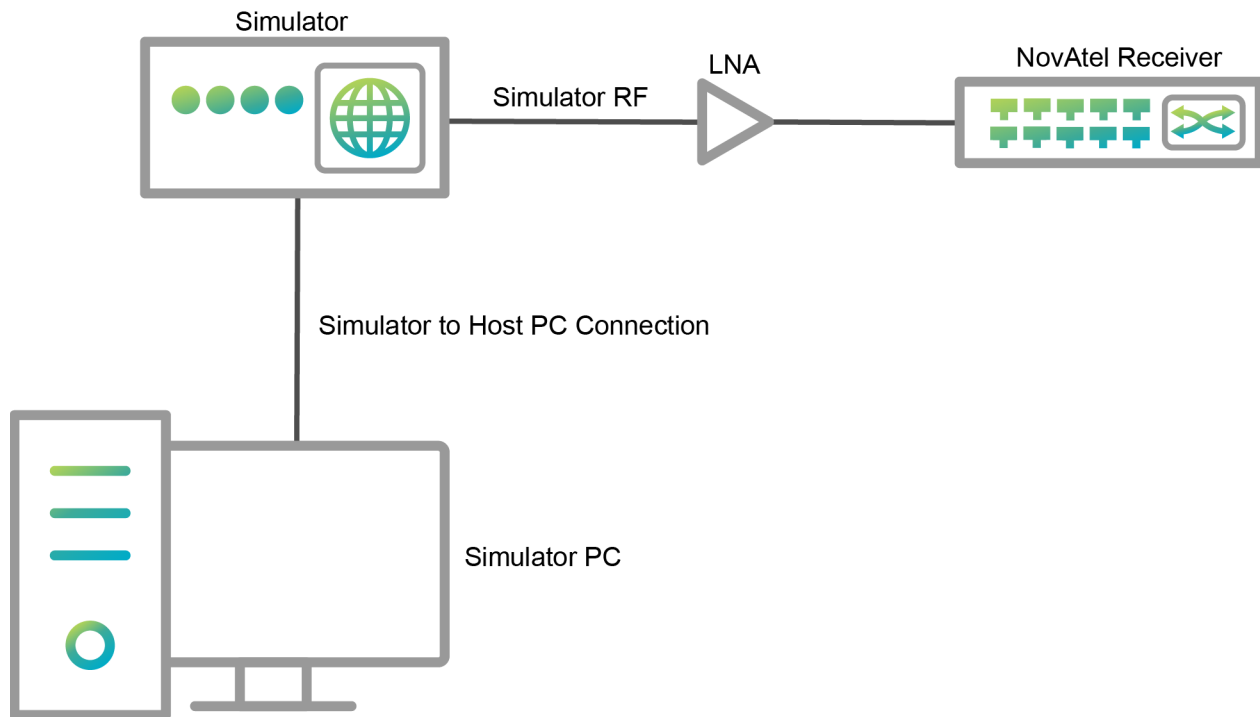 Simulator
LNA
NovAtel Receiver
Simulator RF
Simulator to Host PC Connection
Simulator PC